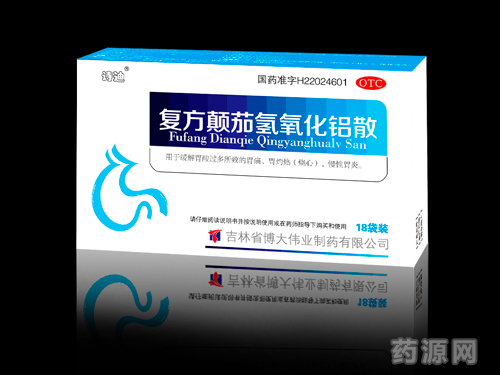 诗迪®
国药准字H22024601
OTC
复方颠茄氢氧化铝散
Fufang Dianqie Qingyanghualv San
用于缓解胃酸过多所致的胃痛、胃灼热(烧心)、慢性胃炎。
请仔细阅读说明书并按说明使用或在药师指导下购买和使用
18袋装
吉林省博大伟业制药有限公司
药源网